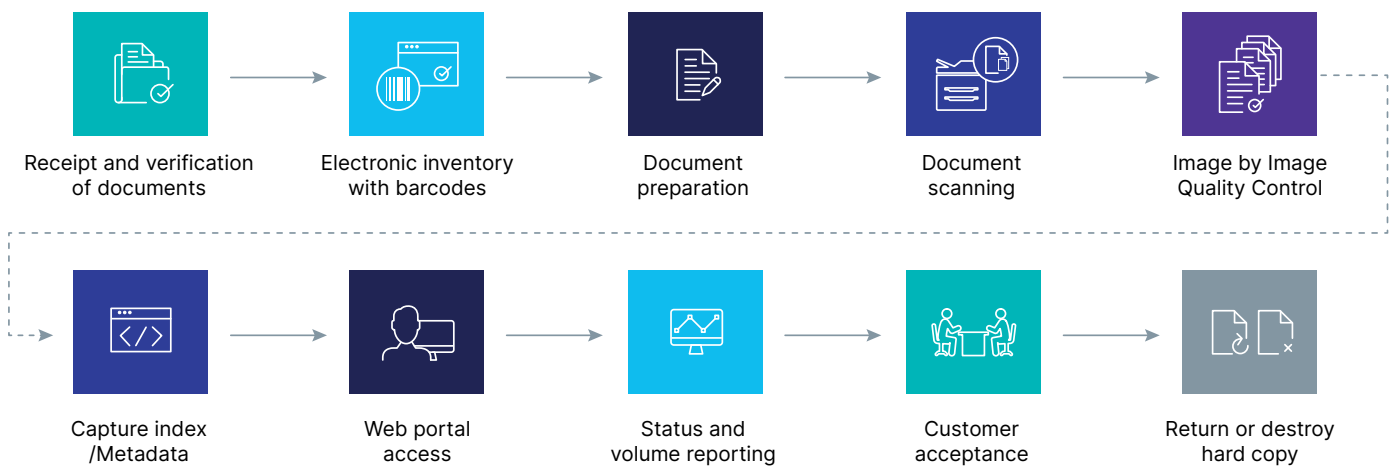 Receipt and verification
of documents
Electronic inventory
with barcodes
Document
preparation
Document
scanning
Image by Image
Quality Control
Capture index
/Metadata
Web portal
access
Status and
volume reporting
Customer
acceptance
Return or destroy
hard copy